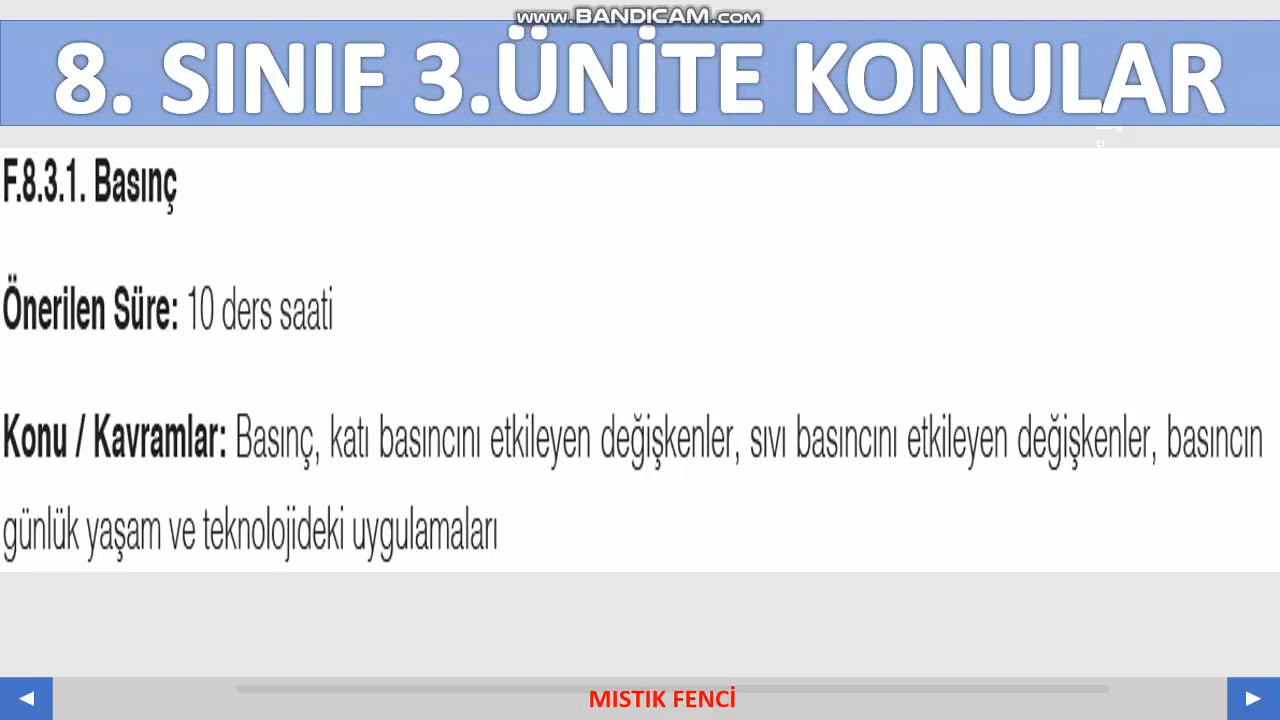 www.BANDICAM.com
8. SINIF 3.ÜNİTE KONULAR
F.8.3.1. Basınç
Önerilen Süre: 10 ders saati
Konu / Kavramlar: Basınç, katı basıncını etkileyen değişkenler, sıvı basıncını etkileyen değişkenler, basıncın
günlük yaşam ve teknolojideki uygulamaları
MISTIK FENCİ